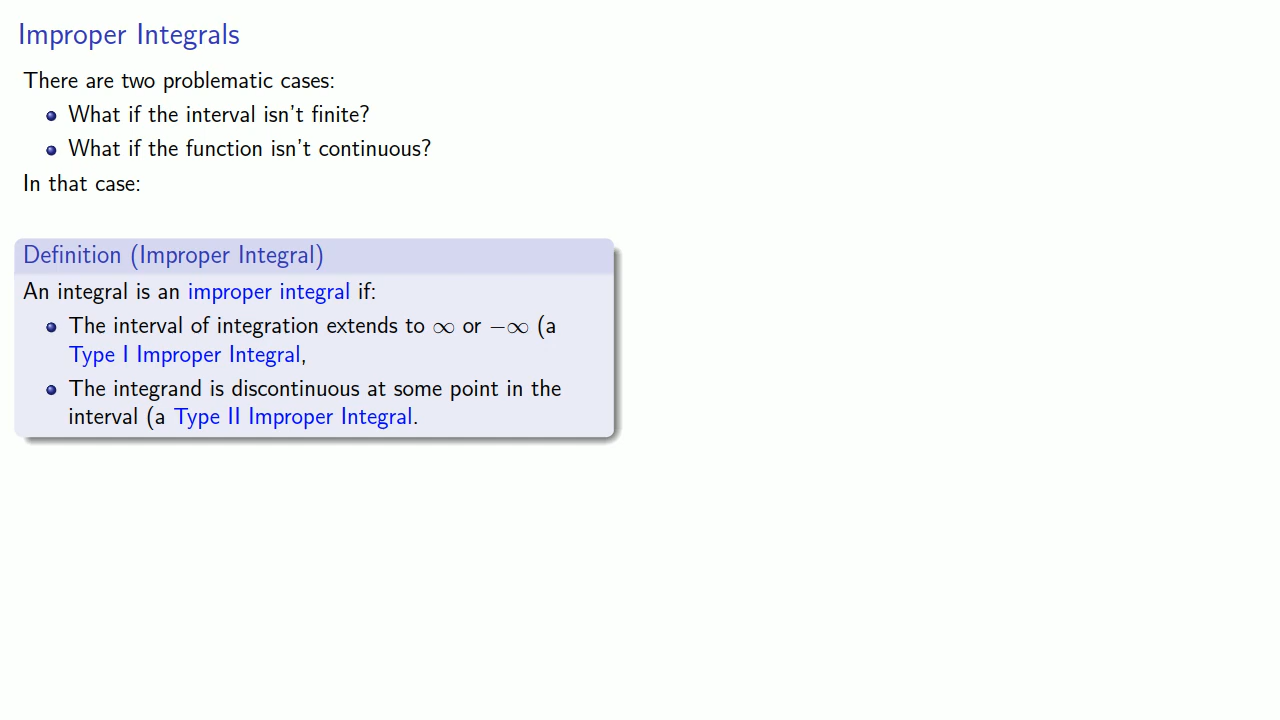 Improper Integrals
There are two problematic cases:
What if the interval isn't finite?
What if the function isn't continuous?
In that case:
Definition (Improper Integral)
An integral is an improper integral if:
The interval of integration extends to ∞ or −∞ (a
Type I Improper Integral,
The integrand is discontinuous at some point in the
interval (a Type II Improper Integral.